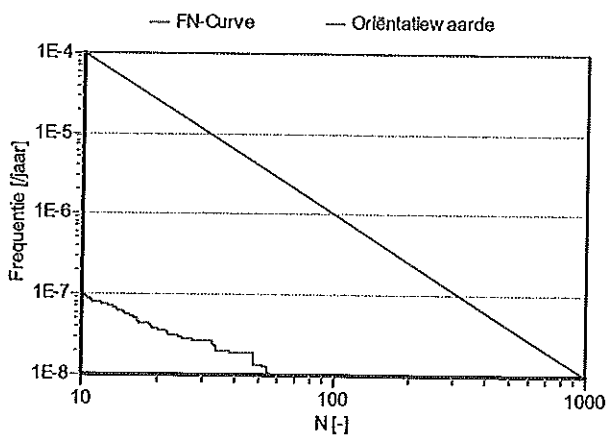 — FN-Curve — Oriëntatiewaarde
Frequentie [/jaar]
1E-4
1E-5
1E-6
1E-7
1E-8
10 100 1000
N [-]